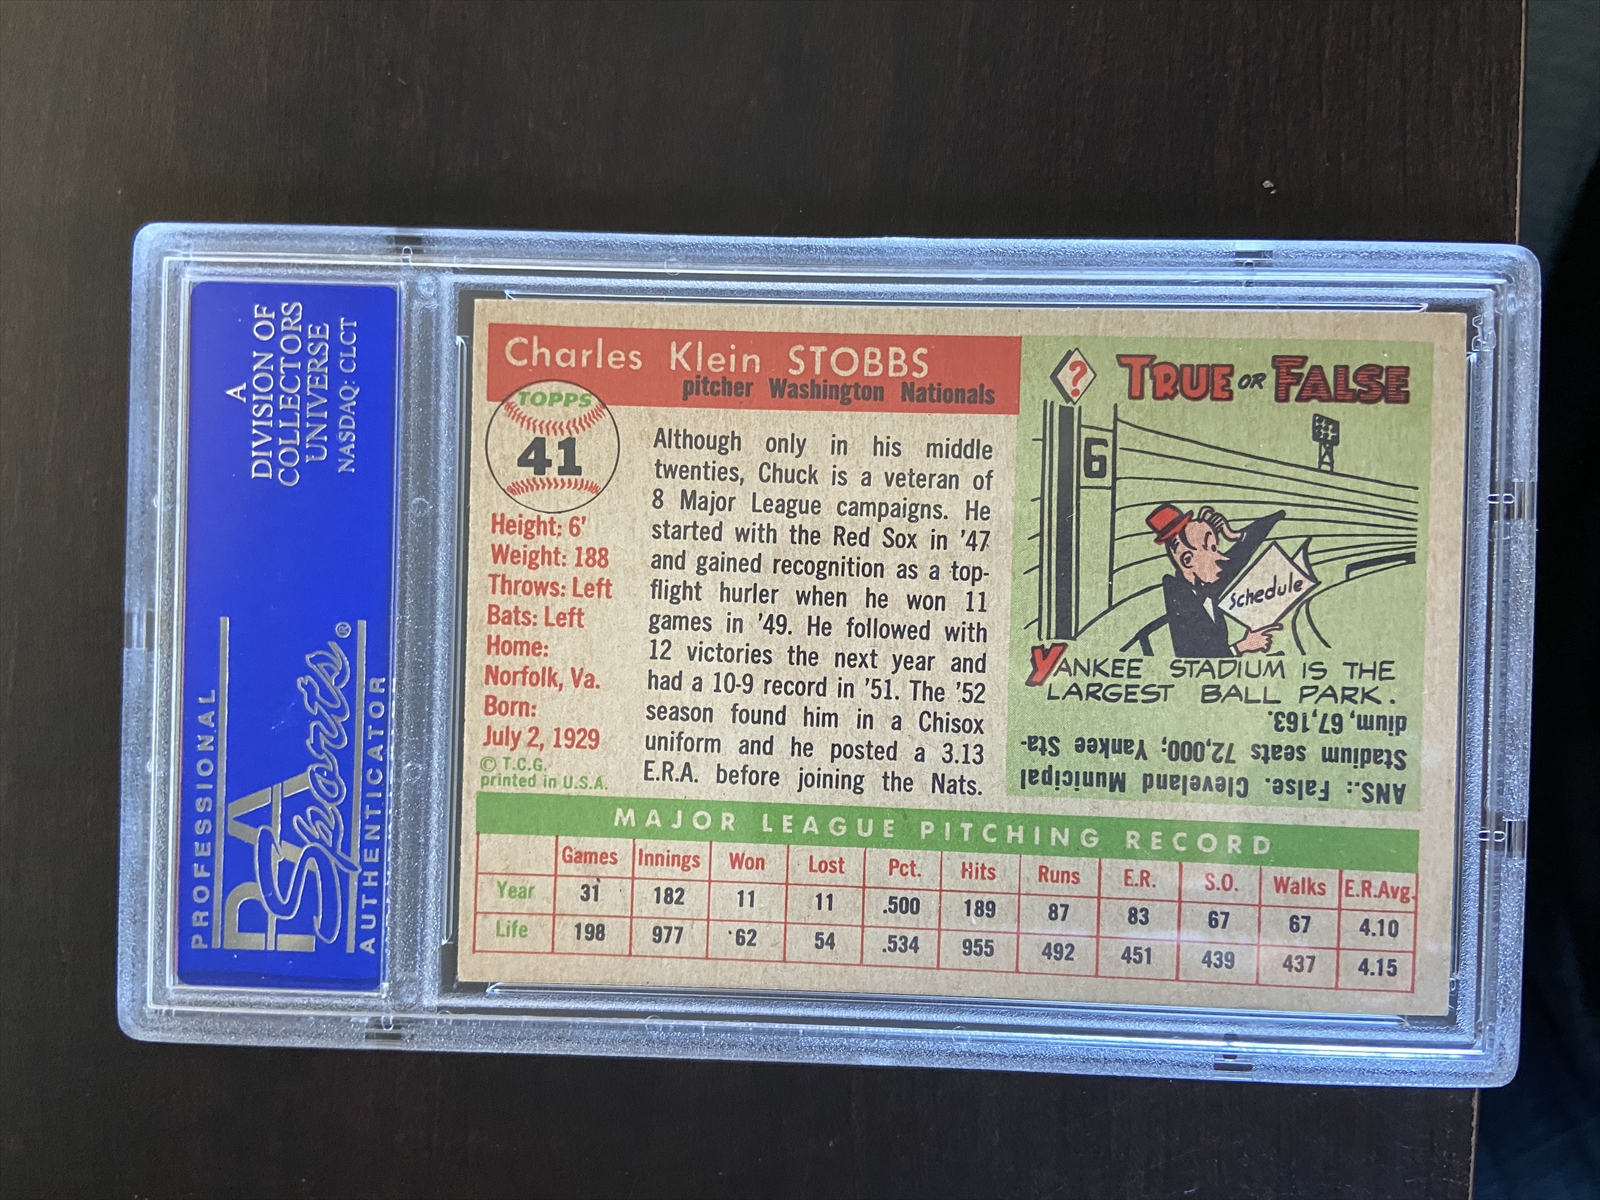 A
DIVISION OF
COLLECTORS
UNIVERSE
NASDAQ: CLCT
PROFESSIONAL
PSA
Sports®
AUTHENTICATOR
Charles Klein STOBBS
pitcher Washington Nationals
TOPPS
41
Height: 6'
Weight: 188
Throws: Left
Bats: Left
Home:
Norfolk, Va.
Born:
July 2, 1929
© T.C.G.
printed in U.S.A.
Although only in his middle
twenties, Chuck is a veteran of
8 Major League campaigns. He
started with the Red Sox in '47
and gained recognition as a top-
flight hurler when he won 11
games in '49. He followed with
12 victories the next year and
had a 10-9 record in '51. The '52
season found him in a Chisox
uniform and he posted a 3.13
E.R.A. before joining the Nats.
? TRUE OR FALSE
6
Schedule
YANKEE STADIUM IS THE
LARGEST BALL PARK.
ANS.: False. Cleveland Municipal
Stadium seats 72,000; Yankee Sta-
dium, 67,163.
MAJOR LEAGUE PITCHING RECORD
Games Innings Won Lost Pct. Hits Runs E.R. S.O. Walks E.R.Avg.
Year 31 182 11 11 .500 189 87 83 67 67 4.10
Life 198 977 62 54 .534 955 492 451 439 437 4.15
PSA